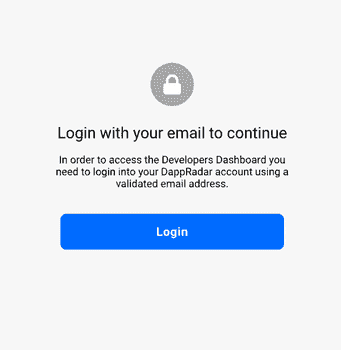 Login with your email to continue
In order to access the Developers Dashboard you
need to login into your DappRadar account using a
validated email address.
Login